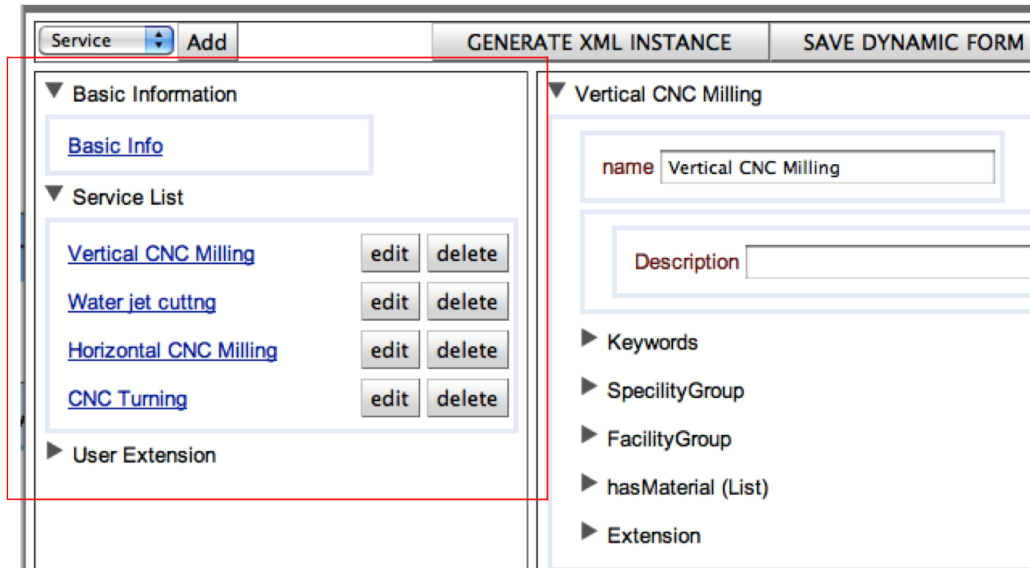 Service Add GENERATE XML INSTANCE SAVE DYNAMIC FORM
Basic Information
Basic Info
Service List
Vertical CNC Milling edit delete
Water jet cuttng edit delete
Horizontal CNC Milling edit delete
CNC Turning edit delete
User Extension
Vertical CNC Milling
name Vertical CNC Milling
Description
Keywords
SpecilityGroup
FacilityGroup
hasMaterial (List)
Extension